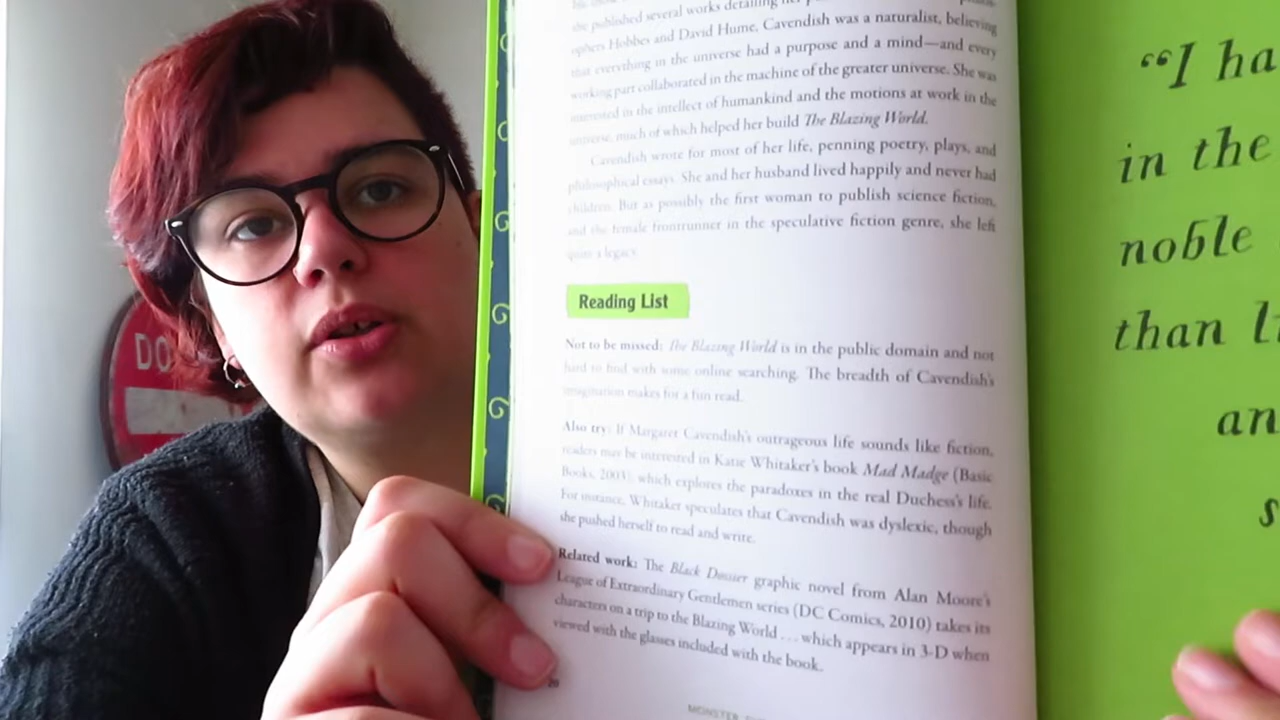 she published several works detailing her
ophers Hobbes and David Hume, Cavendish was a naturalist, believing
that everything in the universe had a purpose and a mind—and every
working part collaborated in the machine of the greater universe. She was
interested in the intellect of humankind and the motions at work in the
universe, much of which helped her build The Blazing World.
Cavendish wrote for most of her life, penning poetry, plays, and
philosophical essays. She and her husband lived happily and never had
children. But as possibly the first woman to publish science fiction,
and the female frontrunner in the speculative fiction genre, she left
quite a legacy.
Reading List
Not to be missed: The Blazing World is in the public domain and not
hard to find with some online searching. The breadth of Cavendish's
imagination makes for a fun read.
Also try: If Margaret Cavendish's outrageous life sounds like fiction,
readers may be interested in Katie Whitaker's book Mad Madge (Basic
Books, 2003), which explores the paradoxes in the real Duchess's life.
For instance, Whitaker speculates that Cavendish was dyslexic, though
she pushed herself to read and write.
Related work: The Black Dossier graphic novel from Alan Moore's
League of Extraordinary Gentlemen series (DC Comics, 2010) takes its
characters on a trip to the Blazing World . . . which appears in 3-D when
viewed with the glasses included with the book.
20
MONSTER,
“I ha
in the
noble
than l
an
s
DO